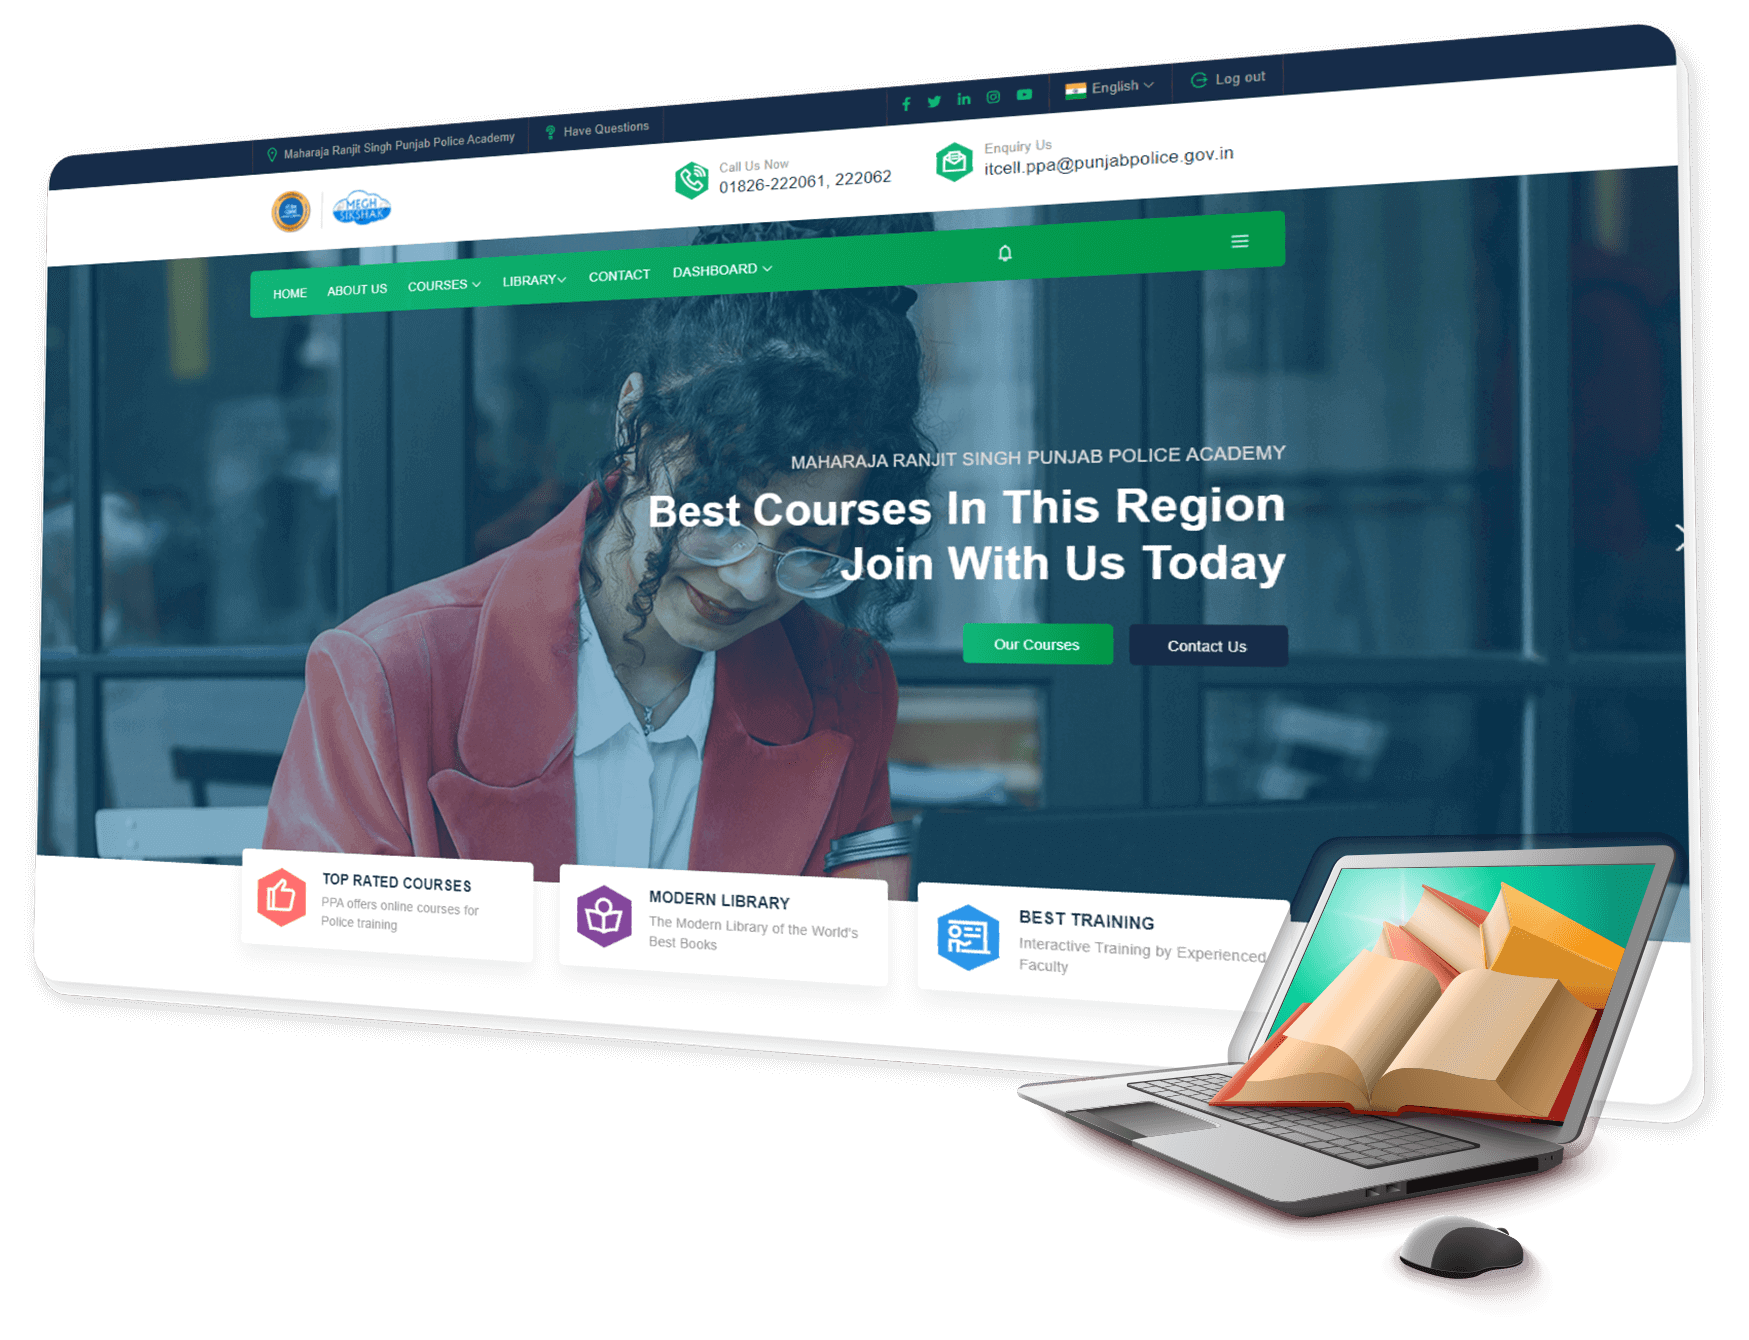 Maharaja Ranjit Singh Punjab Police Academy
Have Questions
English
Log out
MEGH
SIKSHAK
Call Us Now
01826-222061, 222062
Enquiry Us
itcell.ppa@punjabpolice.gov.in
HOME
ABOUT US
COURSES
LIBRARY
CONTACT
DASHBOARD
MAHARAJA RANJIT SINGH PUNJAB POLICE ACADEMY
Best Courses In This Region
Join With Us Today
Our Courses
Contact Us
TOP RATED COURSES
PPA offers online courses for
Police training
MODERN LIBRARY
The Modern Library of the World's
Best Books
BEST TRAINING
Interactive Training by Experienced
Faculty